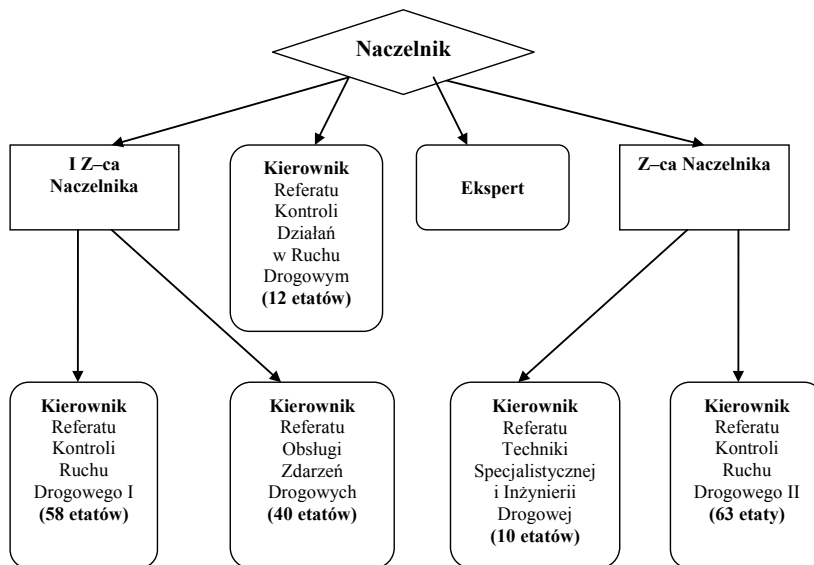 Naczelnik
I Z–ca
Naczelnika
Kierownik
Referatu
Kontroli
Działań
w Ruchu
Drogowym
(12 etatów)
Ekspert
Z–ca Naczelnika
Kierownik
Referatu
Kontroli
Ruchu
Drogowego I
(58 etatów)
Kierownik
Referatu
Obsługi
Zdarzeń
Drogowych
(40 etatów)
Kierownik
Referatu
Techniki
Specjalistycznej
i Inżynierii
Drogowej
(10 etatów)
Kierownik
Referatu
Kontroli
Ruchu
Drogowego II
(63 etaty)